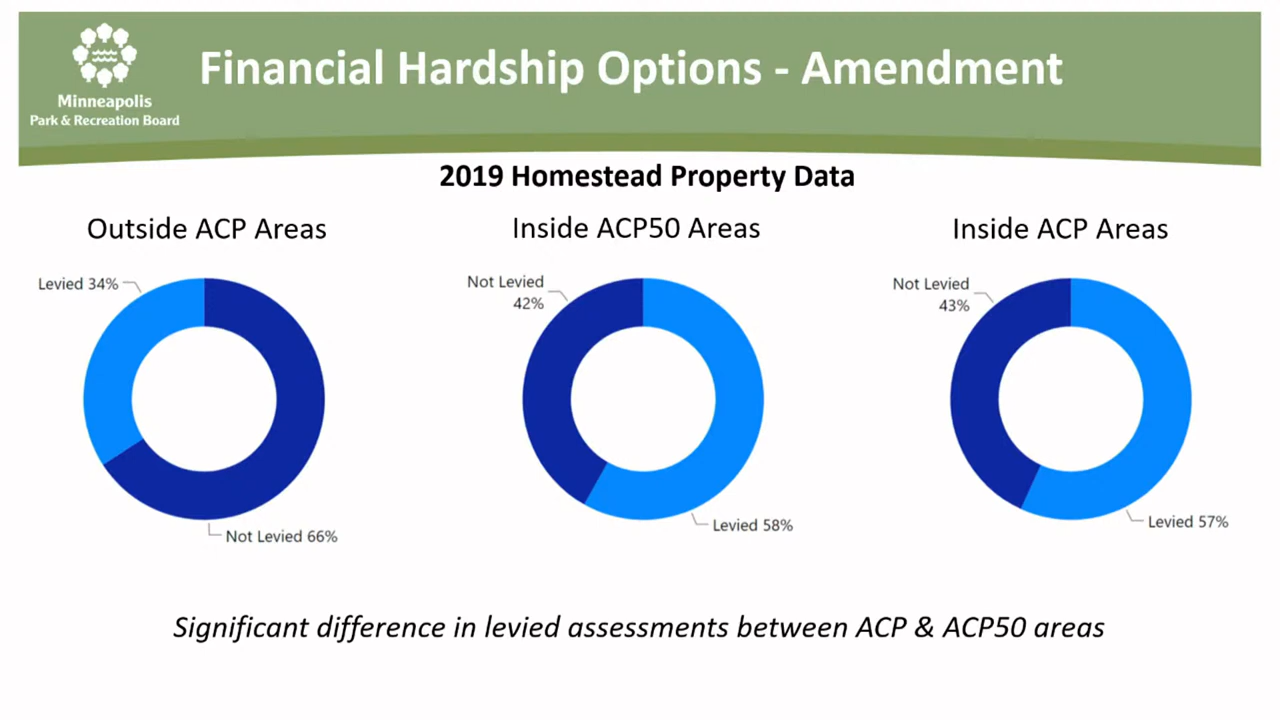 Minneapolis
Park & Recreation Board
Financial Hardship Options - Amendment
2019 Homestead Property Data
Outside ACP Areas
Levied 34%
Not Levied 66%
Inside ACP50 Areas
Not Levied
42%
Levied 58%
Inside ACP Areas
Not Levied
43%
Levied 57%
Significant difference in levied assessments between ACP & ACP50 areas